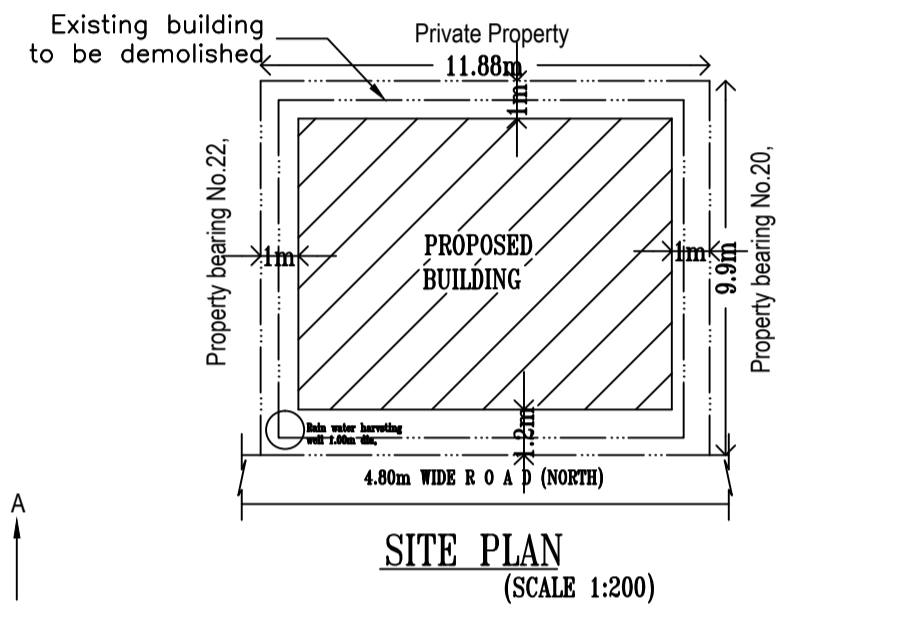 Existing building
to be demolished
Private Property
11.88m
1m
Property bearing No.22,
1m
PROPOSED
BUILDING
1m
9.9m
Property bearing No.20,
Rain water harvsting
well 1.00m dia.
1.2m
4.80m WIDE R O A D (NORTH)
A
SITE PLAN
(SCALE 1:200)